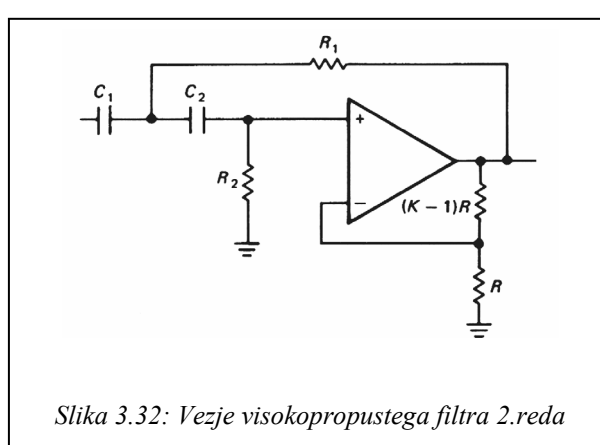 R₁
C₁
C₂
+
R₂
−
(K − 1)R
R
Slika 3.32: Vezje visokopropustega filtra 2.reda